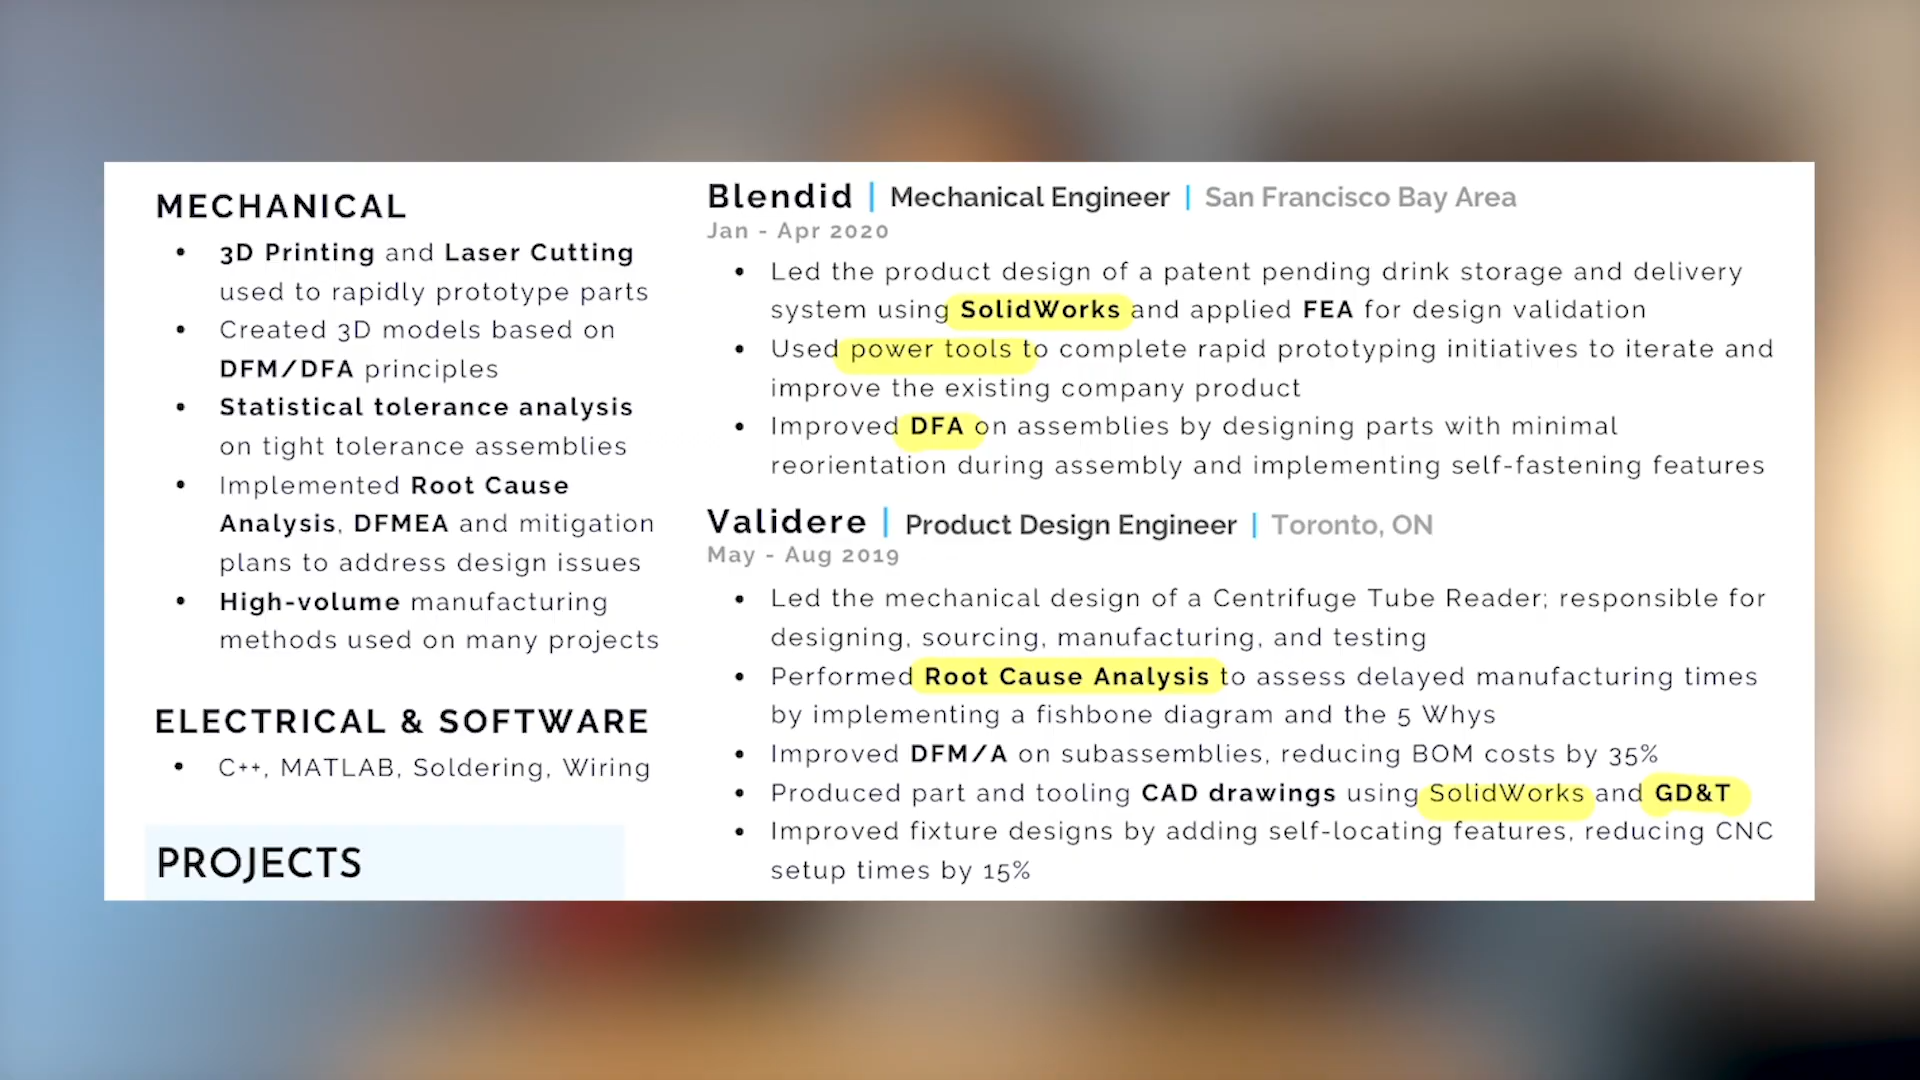 MECHANICAL
• 3D Printing and Laser Cutting
used to rapidly prototype parts
• Created 3D models based on
DFM/DFA principles
• Statistical tolerance analysis
on tight tolerance assemblies
• Implemented Root Cause
Analysis, DFMEA and mitigation
plans to address design issues
• High-volume manufacturing
methods used on many projects
ELECTRICAL & SOFTWARE
• C++, MATLAB, Soldering, Wiring
PROJECTS
Blendid | Mechanical Engineer | San Francisco Bay Area
Jan - Apr 2020
• Led the product design of a patent pending drink storage and delivery
system using SolidWorks and applied FEA for design validation
• Used power tools to complete rapid prototyping initiatives to iterate and
improve the existing company product
• Improved DFA on assemblies by designing parts with minimal
reorientation during assembly and implementing self-fastening features
Validere | Product Design Engineer | Toronto, ON
May - Aug 2019
• Led the mechanical design of a Centrifuge Tube Reader; responsible for
designing, sourcing, manufacturing, and testing
• Performed Root Cause Analysis to assess delayed manufacturing times
by implementing a fishbone diagram and the 5 Whys
• Improved DFM/A on subassemblies, reducing BOM costs by 35%
• Produced part and tooling CAD drawings using SolidWorks and GD&T
• Improved fixture designs by adding self-locating features, reducing CNC
setup times by 15%